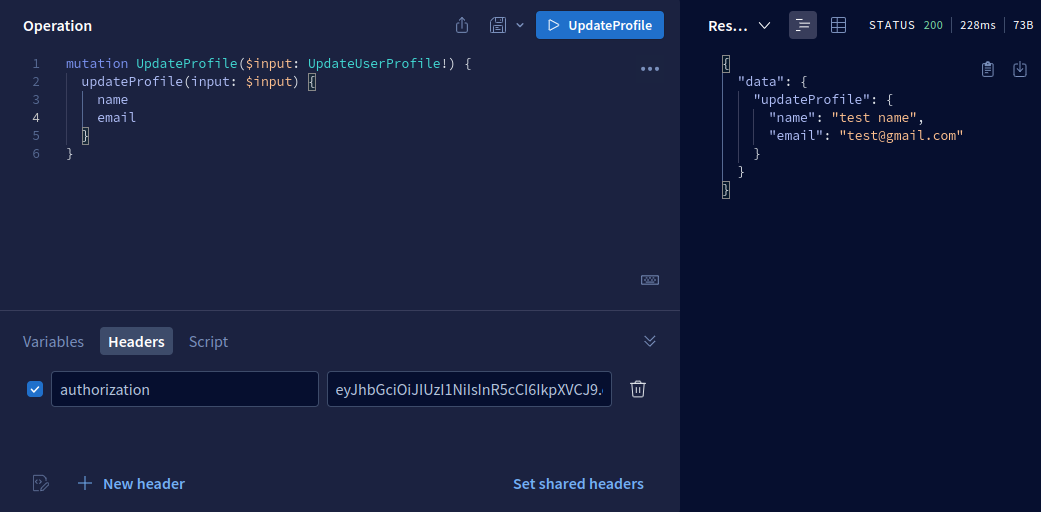 Operation
UpdateProfile
1 mutation UpdateProfile($input: UpdateUserProfile!) {
2 updateProfile(input: $input) {
3 name
4 email
5 }
6 }
Variables
Headers
Script
authorization
eyJhbGciOiJIUzI1NiIsInR5cCI6IkpXVCJ9.
New header
Set shared headers
Res...
STATUS 200
228ms
73B
{
"data": {
"updateProfile": {
"name": "test name",
"email": "test@gmail.com"
}
}
}